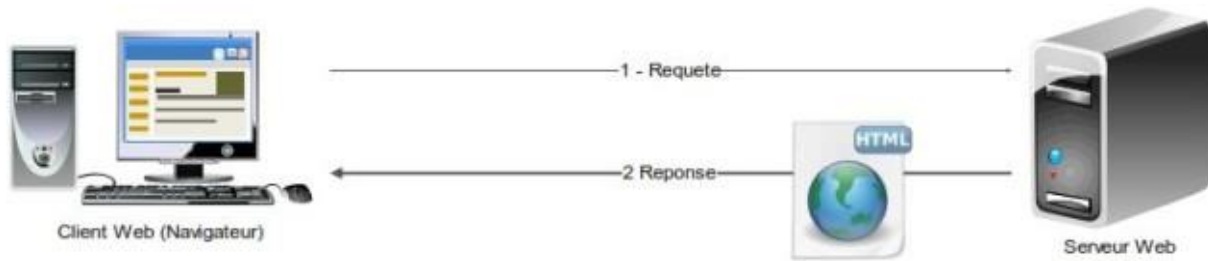 1 - Requete
HTML
2 Reponse
Client Web (Navigateur)
Serveur Web